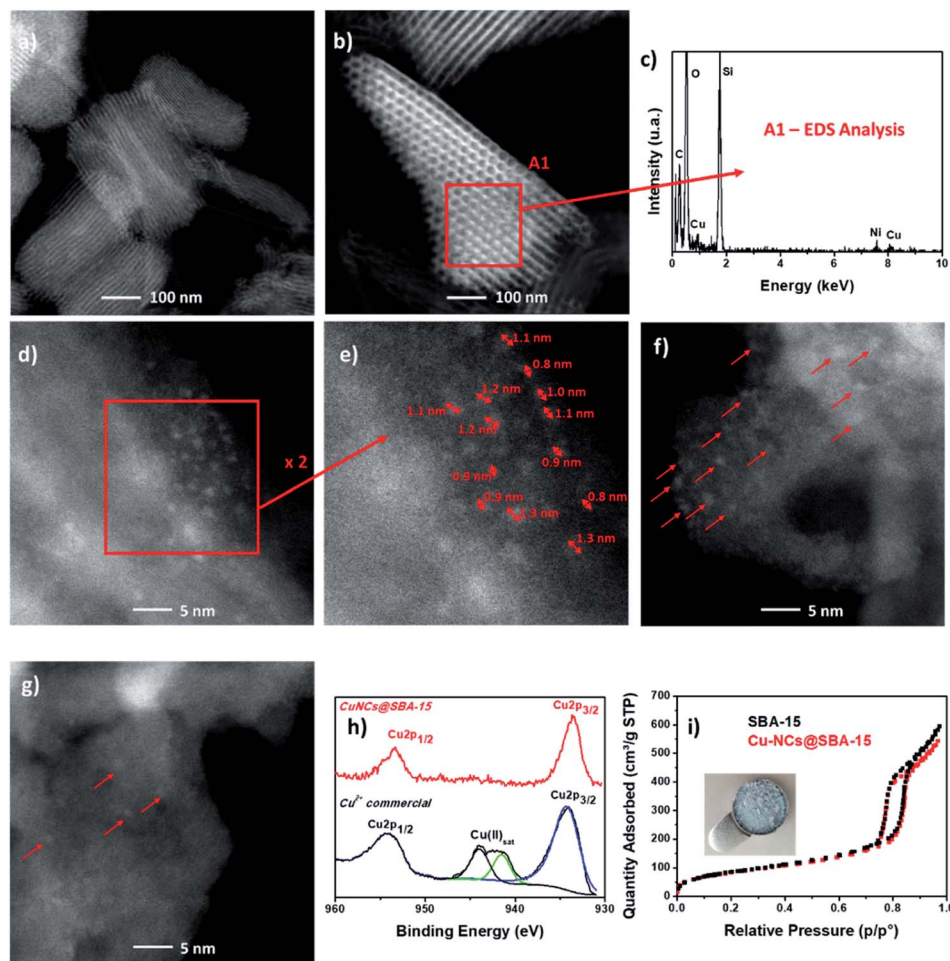 a)
100 nm
b)
A1
100 nm
c)
Intensity (u.a.)
C
O
Si
Cu
Ni
Cu
A1 – EDS Analysis
0 2 4 6 8 10
Energy (keV)
d)
x 2
5 nm
e)
1.1 nm
0.8 nm
1.2 nm
1.0 nm
1.1 nm
1.1 nm
1.2 nm
0.9 nm
0.9 nm
0.9 nm
0.8 nm
1.3 nm
1.3 nm
f)
5 nm
g)
5 nm
h)
CuNCs@SBA-15
Cu2p3/2
Cu2p1/2
Cu2+ commercial
Cu2p3/2
Cu2p1/2
Cu(II)sat
960 950 940 930
Binding Energy (eV)
i)
Quantity Adsorbed (cm³/g STP)
700
600
500
400
300
200
100
0
SBA-15
Cu-NCs@SBA-15
0.0 0.2 0.4 0.6 0.8 1.0
Relative Pressure (p/p°)